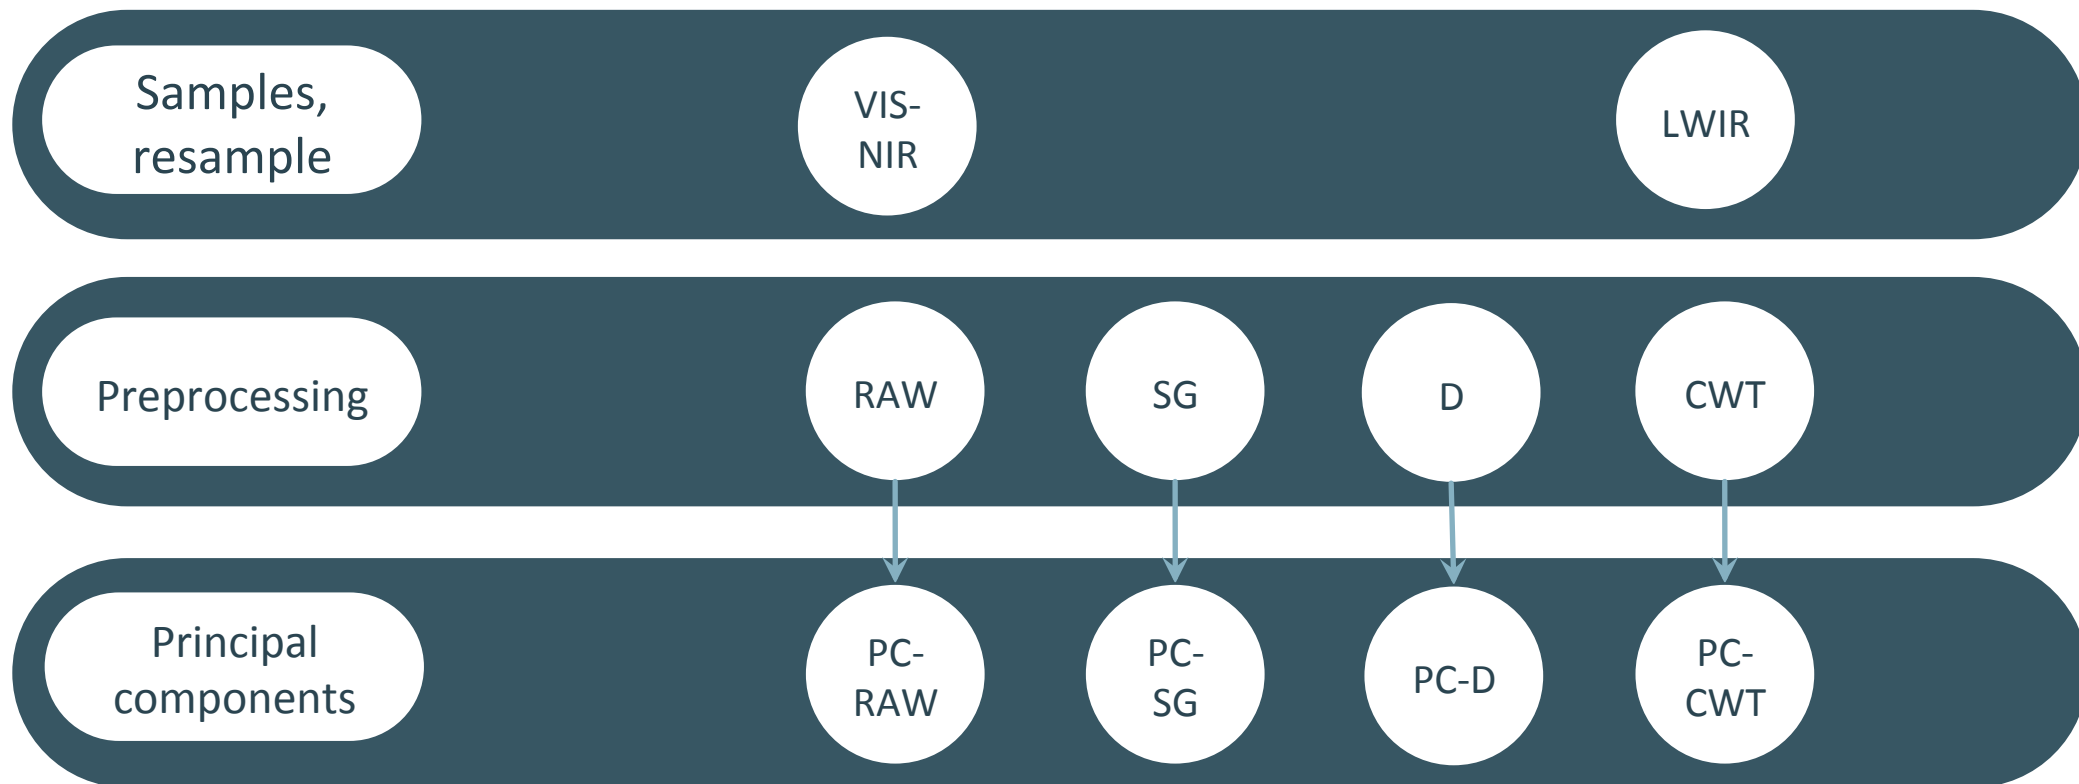 Samples,
resample
VIS-
NIR
LWIR
Preprocessing
RAW
SG
D
CWT
Principal
components
PC-
RAW
PC-
SG
PC-D
PC-
CWT